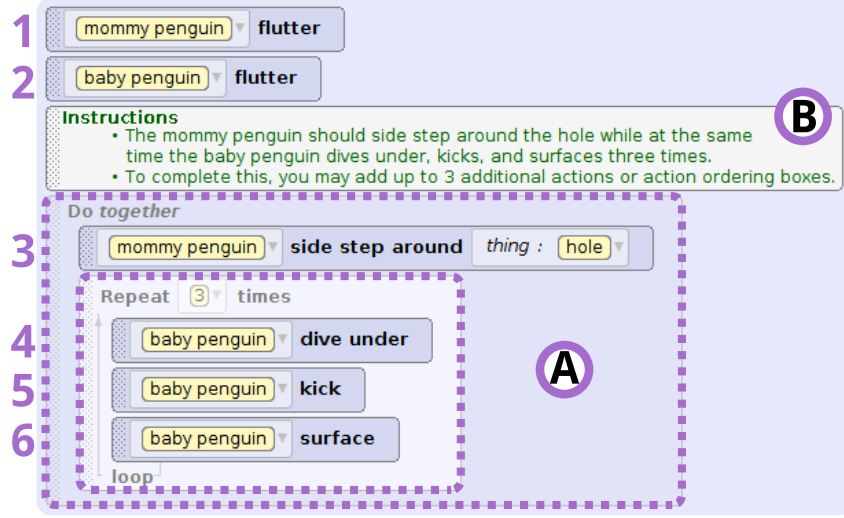 1 mommy penguin flutter
2 baby penguin flutter
Instructions
B
• The mommy penguin should side step around the hole while at the same
time the baby penguin dives under, kicks, and surfaces three times.
• To complete this, you may add up to 3 additional actions or action ordering boxes.
Do together
3 mommy penguin side step around thing : hole
Repeat 3 times
4 baby penguin dive under
A
5 baby penguin kick
6 baby penguin surface
loop